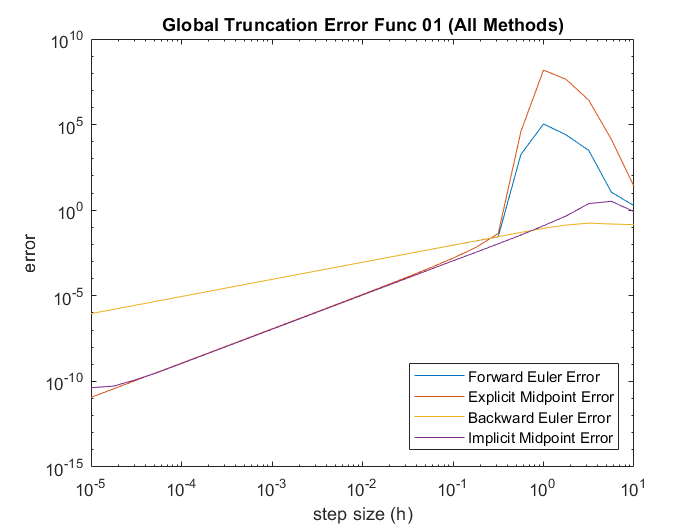 Global Truncation Error Func 01 (All Methods)
10^10
10^5
10^0
10^-5
10^-10
10^-15
error
10^-5
10^-4
10^-3
10^-2
10^-1
10^0
10^1
step size (h)
Forward Euler Error
Explicit Midpoint Error
Backward Euler Error
Implicit Midpoint Error